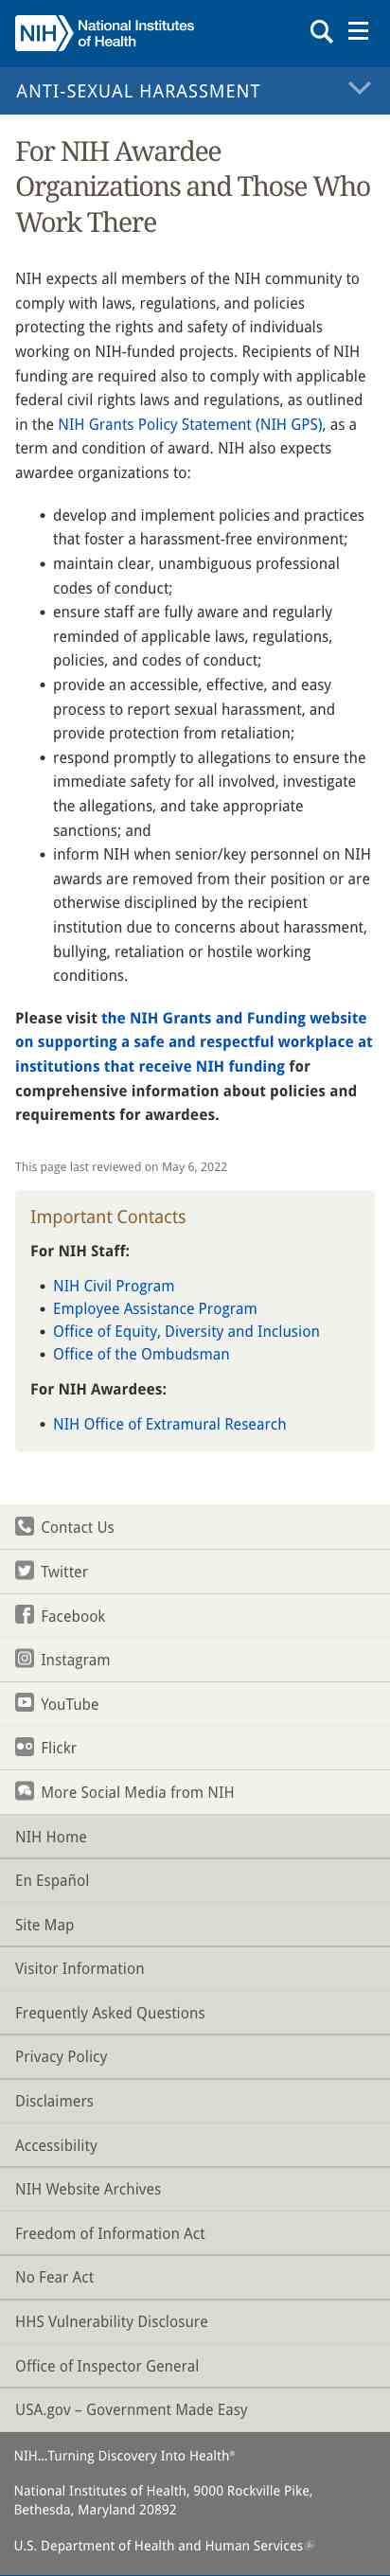 NIH National Institutes
of Health
ANTI-SEXUAL HARASSMENT
For NIH Awardee
Organizations and Those Who
Work There
NIH expects all members of the NIH community to
comply with laws, regulations, and policies
protecting the rights and safety of individuals
working on NIH-funded projects. Recipients of NIH
funding are required also to comply with applicable
federal civil rights laws and regulations, as outlined
in the NIH Grants Policy Statement (NIH GPS), as a
term and condition of award. NIH also expects
awardee organizations to:
• develop and implement policies and practices
that foster a harassment-free environment;
• maintain clear, unambiguous professional
codes of conduct;
• ensure staff are fully aware and regularly
reminded of applicable laws, regulations,
policies, and codes of conduct;
• provide an accessible, effective, and easy
process to report sexual harassment, and
provide protection from retaliation;
• respond promptly to allegations to ensure the
immediate safety for all involved, investigate
the allegations, and take appropriate
sanctions; and
• inform NIH when senior/key personnel on NIH
awards are removed from their position or are
otherwise disciplined by the recipient
institution due to concerns about harassment,
bullying, retaliation or hostile working
conditions.
Please visit the NIH Grants and Funding website
on supporting a safe and respectful workplace at
institutions that receive NIH funding for
comprehensive information about policies and
requirements for awardees.
This page last reviewed on May 6, 2022
Important Contacts
For NIH Staff:
• NIH Civil Program
• Employee Assistance Program
• Office of Equity, Diversity and Inclusion
• Office of the Ombudsman
For NIH Awardees:
• NIH Office of Extramural Research
Contact Us
Twitter
Facebook
Instagram
YouTube
Flickr
More Social Media from NIH
NIH Home
En Español
Site Map
Visitor Information
Frequently Asked Questions
Privacy Policy
Disclaimers
Accessibility
NIH Website Archives
Freedom of Information Act
No Fear Act
HHS Vulnerability Disclosure
Office of Inspector General
USA.gov – Government Made Easy
NIH...Turning Discovery Into Health®
National Institutes of Health, 9000 Rockville Pike,
Bethesda, Maryland 20892
U.S. Department of Health and Human Services